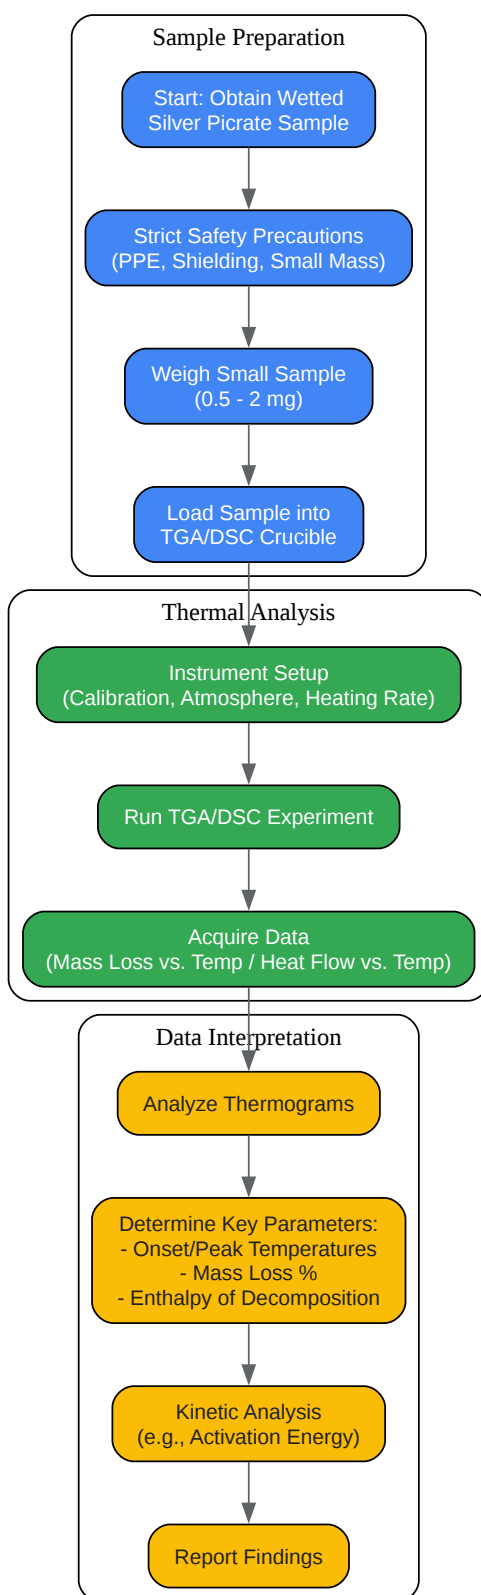 Sample Preparation
Start: Obtain Wetted
Silver Picrate Sample
Strict Safety Precautions
(PPE, Shielding, Small Mass)
Weigh Small Sample
(0.5 - 2 mg)
Load Sample into
TGA/DSC Crucible
Thermal Analysis
Instrument Setup
(Calibration, Atmosphere, Heating Rate)
Run TGA/DSC Experiment
Acquire Data
(Mass Loss vs. Temp / Heat Flow vs. Temp)
Data Interpretation
Analyze Thermograms
Determine Key Parameters:
- Onset/Peak Temperatures
- Mass Loss %
- Enthalpy of Decomposition
Kinetic Analysis
(e.g., Activation Energy)
Report Findings